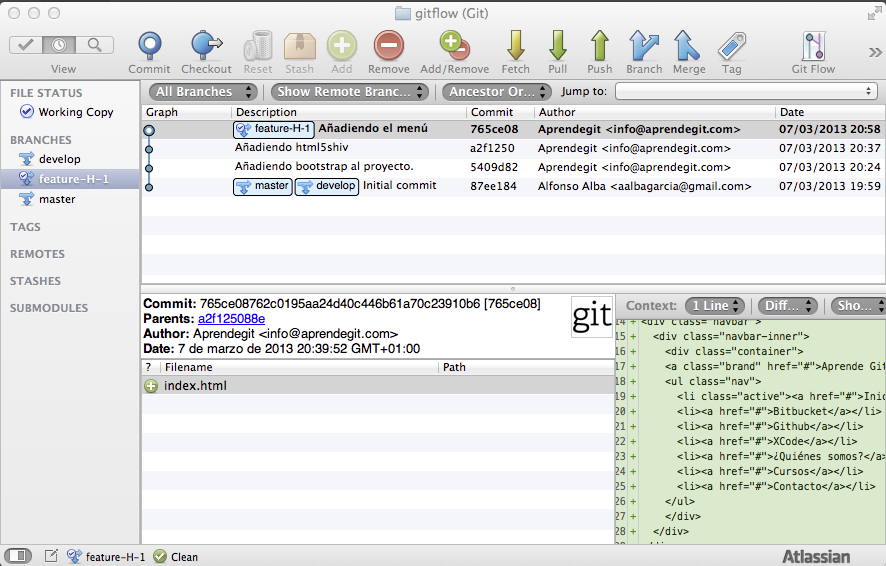 gitflow (Git)
View Commit Checkout Reset Stash Add Remove Add/Remove Fetch Pull Push Branch Merge Tag Git Flow »
FILE STATUS
Working Copy
BRANCHES
develop
feature-H-1
master
TAGS
REMOTES
STASHES
SUBMODULES
All Branches Show Remote Branc... Ancestor Or... Jump to:
Graph Description Commit Author Date
feature-H-1 Añadiendo el menú 765ce08 Aprendegit <info@aprendegit.com> 07/03/2013 20:58
Añadiendo html5shiv a2f1250 Aprendegit <info@aprendegit.com> 07/03/2013 20:37
Añadiendo bootstrap al proyecto. 5409d82 Aprendegit <info@aprendegit.com> 07/03/2013 20:24
master develop Initial commit 87ee184 Alfonso Alba <aalbagarcia@gmail.com> 07/03/2013 19:59
Commit: 765ce08762c0195aa24d40c446b61a70c23910b6 [765ce08]
Parents: a2f125088e
Author: Aprendegit <info@aprendegit.com>
Date: 7 de marzo de 2013 20:39:52 GMT+01:00
git
? Filename Path
index.html
Context: 1 Line Diff... Sho...
14 + <div class="navbar">
15 + <div class="navbar-inner">
16 + <div class="container">
17 + <a class="brand" href="#">Aprende Git
18 + <ul class="nav">
19 + <li class="active"><a href="#">Inic
20 + <li><a href="#">Bitbucket</a></li>
21 + <li><a href="#">Github</a></li>
22 + <li><a href="#">XCode</a></li>
23 + <li><a href="#">¿Quiénes somos?</a>
24 + <li><a href="#">Cursos</a></li>
25 + <li><a href="#">Contacto</a></li>
26 + </ul>
27 + </div>
28 + </div>
feature-H-1 Clean
Atlassian